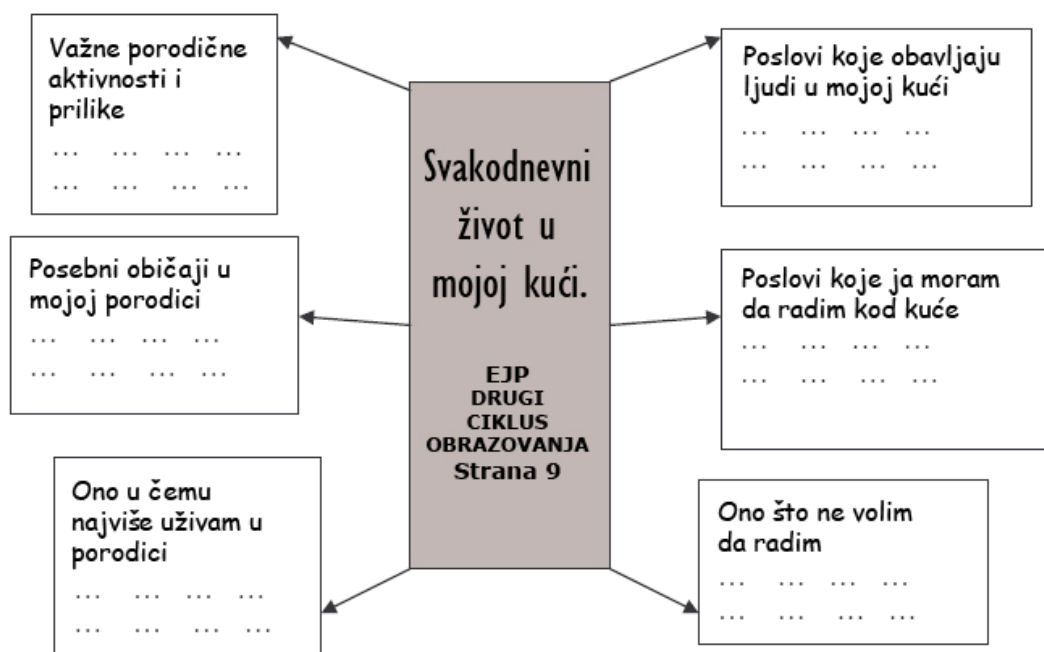 Važne porodične
aktivnosti i
prilike
... ... ... ...
... ... ... ...
Posebni običaji u
mojoj porodici
... ... ... ...
... ... ... ...
Ono u čemu
najviše uživam u
porodici
... ... ... ...
... ... ... ...
Svakodnevni
život u
mojoj kući.
EJP
DRUGI
CIKLUS
OBRAZOVANJA
Strana 9
Poslovi koje obavljaju
ljudi u mojoj kući
... ... ... ...
... ... ... ...
Poslovi koje ja moram
da radim kod kuće
... ... ... ...
... ... ... ...
Ono što ne volim
da radim
... ... ... ...
... ... ... ...